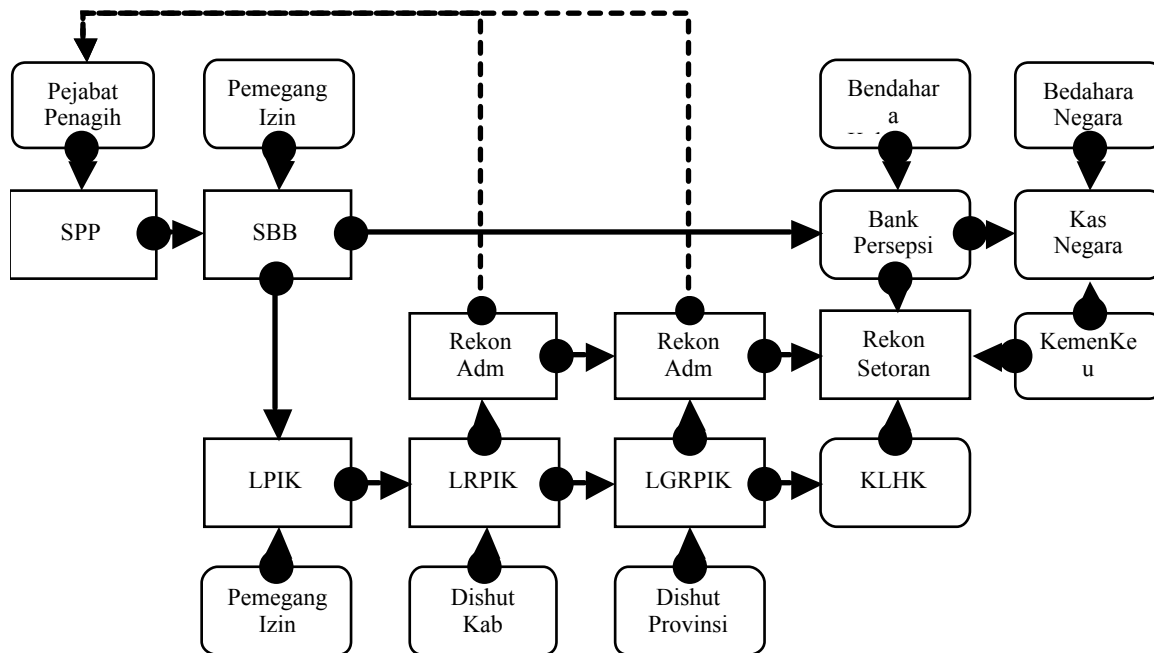 Pejabat
Penagih
Pemegang
Izin
Bendahar
a
Bedahara
Negara
SPP
SBB
Bank
Persepsi
Kas
Negara
Rekon
Adm
Rekon
Adm
Rekon
Setoran
KemenKe
u
LPIK
LRPIK
LGRPIK
KLHK
Pemegang
Izin
Dishut
Kab
Dishut
Provinsi